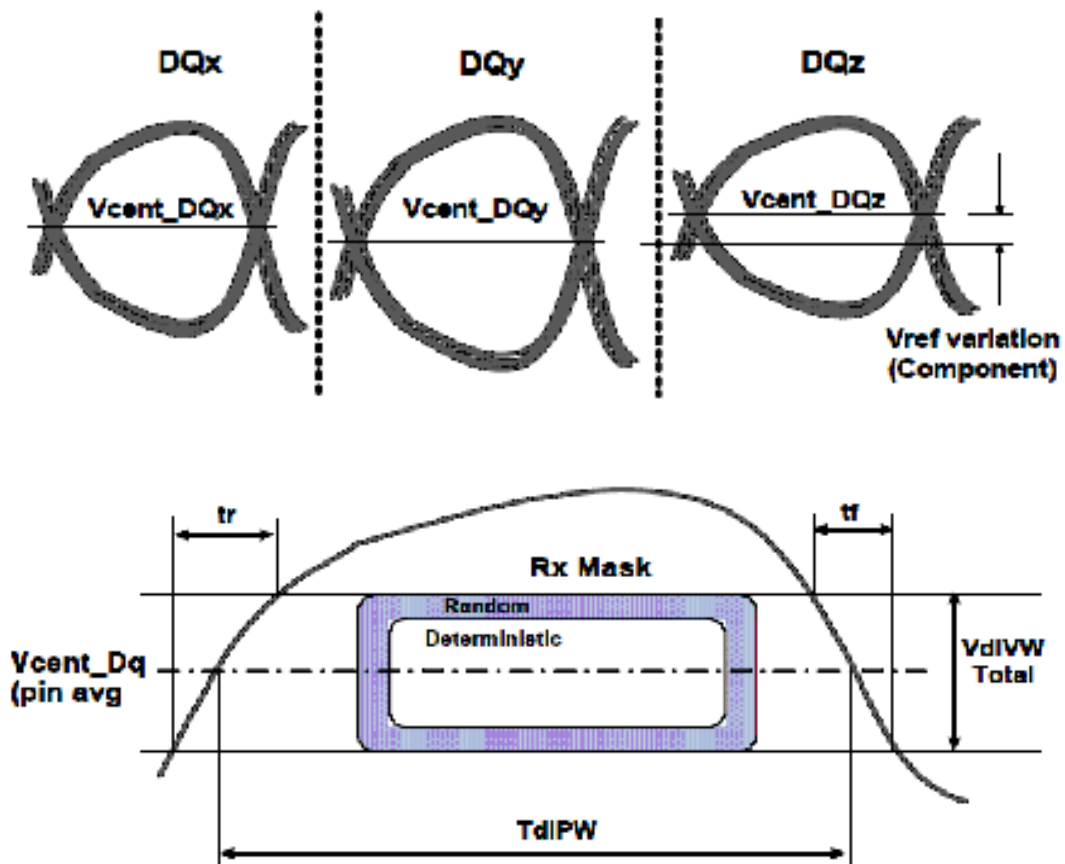 DQx
DQy
DQz
Vcent_DQx
Vcent_DQy
Vcent_DQz
Vref variation
(Component)
tr
tf
Rx Mask
Random
Deterministic
Vcent_Dq
(pin avg
VdIVW
Total
TdIPW